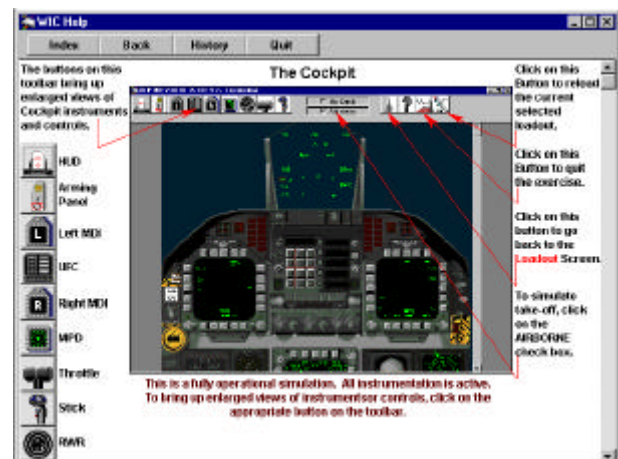 WIC Help
Index Back History Quit
The buttons on this
toolbar bring up
enlarged views of
Cockpit instruments
and controls.
The Cockpit
Click on this
Button to reload
the current
selected
loadout.
Click on this
Button to quit
the exercise.
Click on this
button to go
back to the
Loadout Screen.
To simulate
take-off, click
on the
AIRBORNE
check box.
HUD
Arming
Panel
L
Left MDI
UFC
R
Right MDI
MPD
Throttle
Stick
RWR
This is a fully operational simulation. All instrumentation is active.
To bring up enlarged views of instrumentsor controls, click on the
appropriate button on the toolbar.